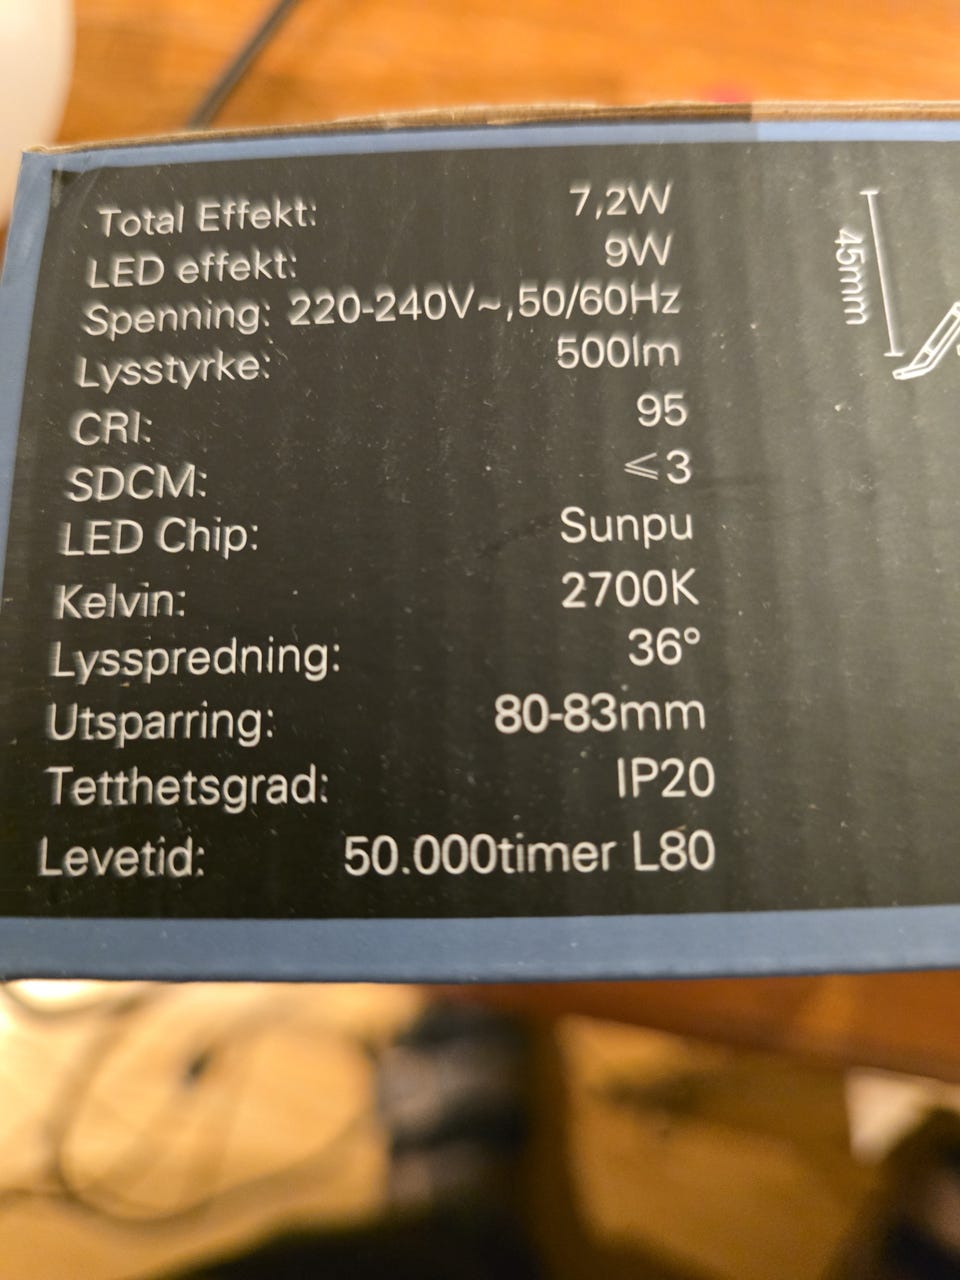 Total Effekt: 7,2W
LED effekt: 9W
Spenning: 220-240V~,50/60Hz
Lysstyrke: 500lm
CRI: 95
SDCM: ⩽3
LED Chip: Sunpu
Kelvin: 2700K
Lysspredning: 36°
Utsparring: 80-83mm
Tetthetsgrad: IP20
Levetid: 50.000timer L80
45mm